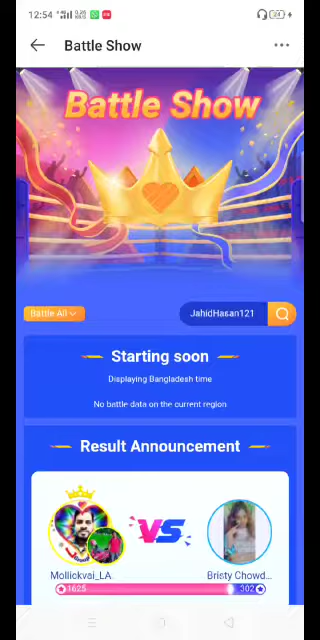 12:54
Battle Show
Battle Show
Battle All
JahidHasan121
Starting soon
Displaying Bangladesh time
No battle data on the current region
Result Announcement
VS
Mollickvai_LA.
Bristy Chowd...
1625
302